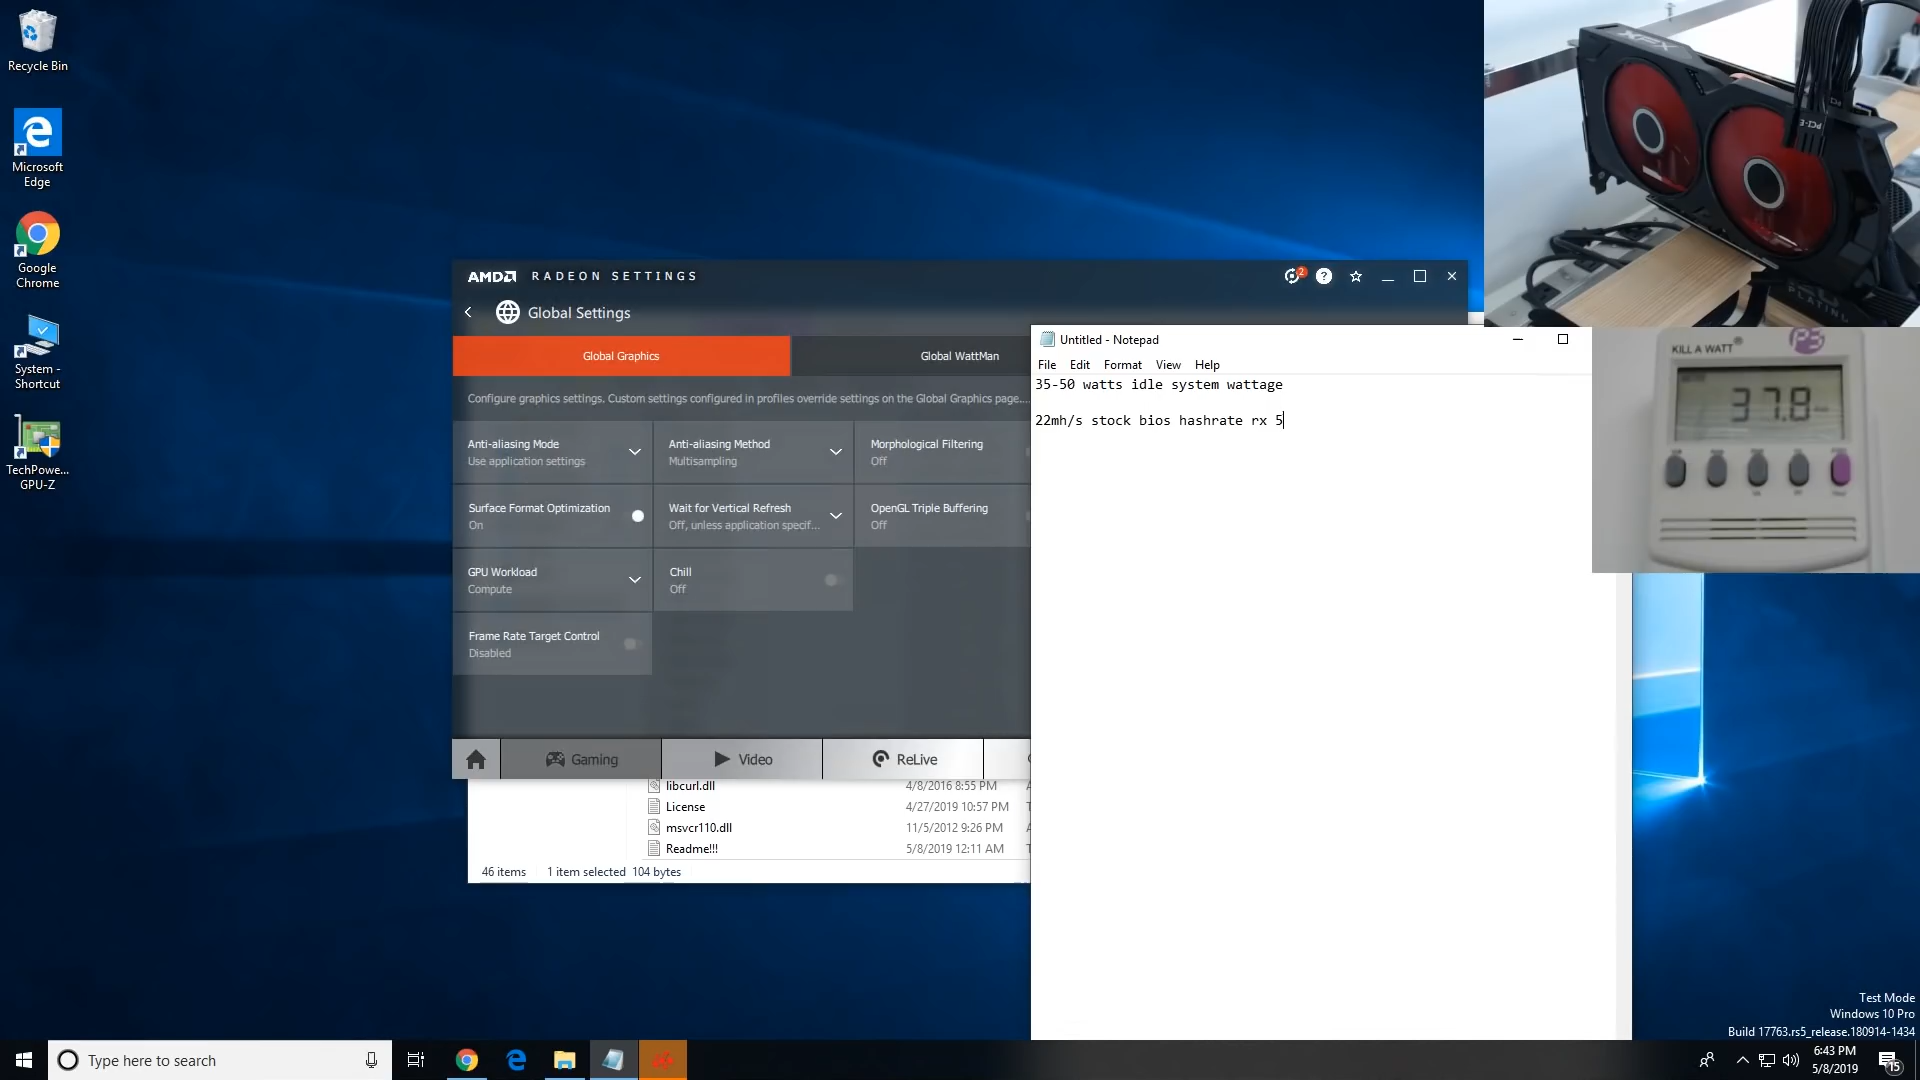 Recycle Bin
Microsoft
Edge
Google
Chrome
System -
Shortcut
TechPowe...
GPU-Z
AMD RADEON SETTINGS
2
Global Settings
Global Graphics
Global WattMan
Configure graphics settings. Custom settings configured in profiles override settings on the Global Graphics page....
Anti-aliasing Mode
Use application settings
Anti-aliasing Method
Multisampling
Morphological Filtering
Off
Surface Format Optimization
On
Wait for Vertical Refresh
Off, unless application specif...
OpenGL Triple Buffering
Off
GPU Workload
Compute
Chill
Off
Frame Rate Target Control
Disabled
Gaming
Video
ReLive
libcurl.dll 4/8/2016 8:55 PM
License 4/27/2019 10:57 PM
msvcr110.dll 11/5/2012 9:26 PM
Readme!!! 5/8/2019 12:11 AM
46 items 1 item selected 104 bytes
Untitled - Notepad
File Edit Format View Help
35-50 watts idle system wattage
22mh/s stock bios hashrate rx 5
XFX
PCI-E
PLATINUM
KILL A WATT
P3
37.8
Test Mode
Windows 10 Pro
Build 17763.rs5_release.180914-1434
Type here to search
6:43 PM
5/8/2019
15